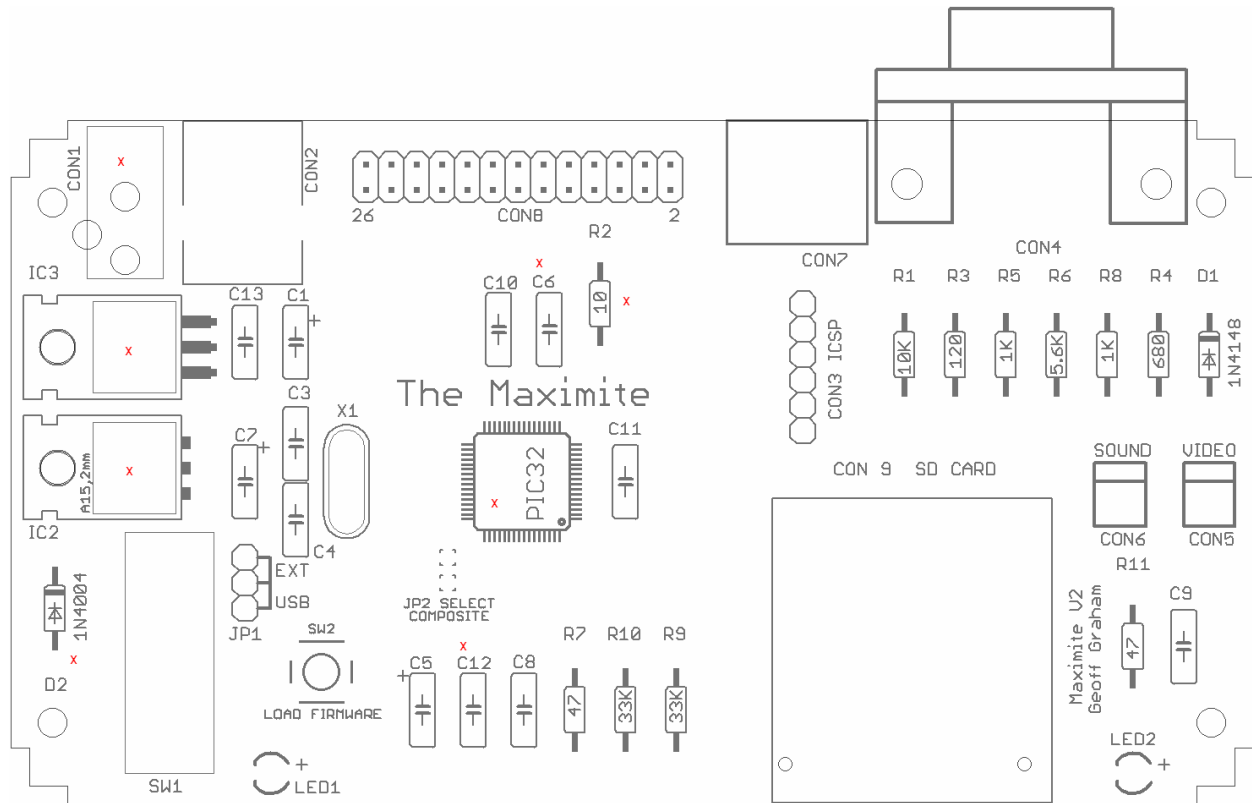 CON1
CON2
26
CON8
2
R2
CON7
CON4
IC3
C13
C1
+
C10
C6
10
CON3 ICSP
R1
R3
R5
R6
R8
R4
D1
10K
120
1K
5.6K
1K
680
1N4148
The Maximite
C3
X1
C7
+
A15,2mm
IC2
C4
PIC32
C11
CON 9 SD CARD
SOUND
VIDEO
CON6
CON5
EXT
USB
JP1
1N4004
D2
JP2 SELECT
COMPOSITE
SW2
LOAD FIRMWARE
+
C5
C12
C8
R7
R10
R9
47
33K
33K
R11
47
C9
Maximite V2
Geoff Graham
SW1
+
LED1
LED2
+
x
x
x
x
x
x
x
x